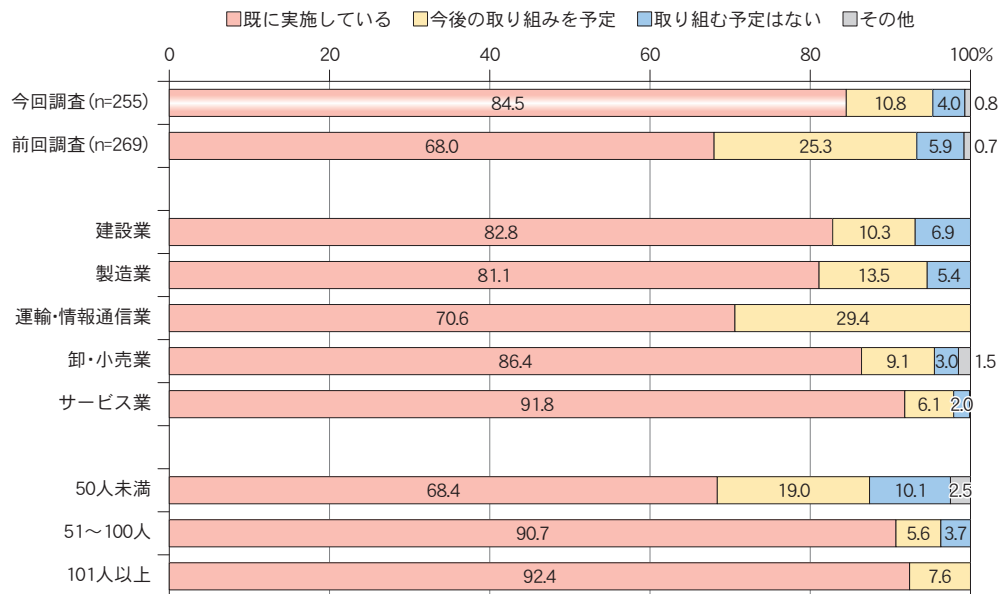 ■既に実施している ■今後の取り組みを予定 ■取り組む予定はない ■その他
0 20 40 60 80 100%
今回調査(n=255) 84.5 10.8 4.0 0.8
前回調査(n=269) 68.0 25.3 5.9 0.7
建設業 82.8 10.3 6.9
製造業 81.1 13.5 5.4
運輸・情報通信業 70.6 29.4
卸・小売業 86.4 9.1 3.0 1.5
サービス業 91.8 6.1 2.0
50人未満 68.4 19.0 10.1 2.5
51～100人 90.7 5.6 3.7
101人以上 92.4 7.6